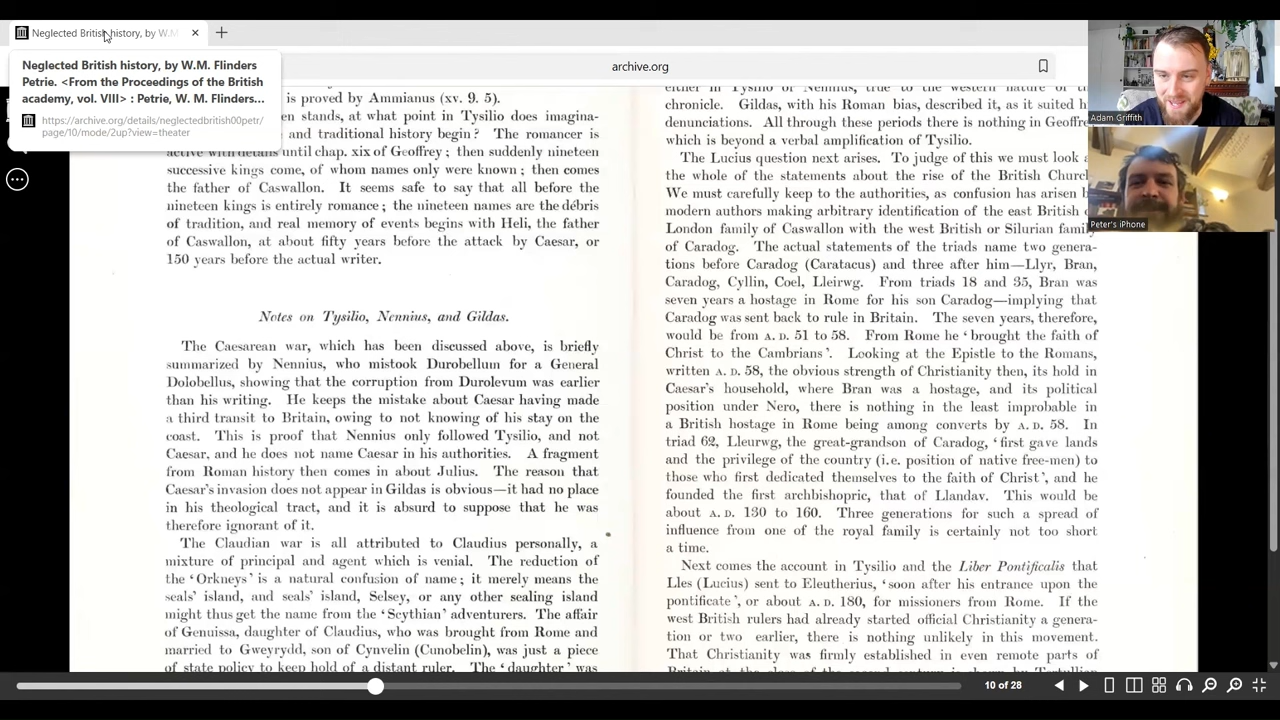 Neglected British history, by W.M
Neglected British history, by W.M. Flinders
Petrie. <From the Proceedings of the British
academy, vol. VIII> : Petrie, W. M. Flinders...
https://archive.org/details/neglectedbritish00petr/
page/10/mode/2up?view=theater
archive.org
is proved by Ammianus (xv. 9. 5).
en stands, at what point in Tysilio does imagina-
and traditional history begin? The romancer is
active with details until chap. xix of Geoffrey; then suddenly nineteen
successive kings come, of whom names only were known; then comes
the father of Caswallon. It seems safe to say that all before the
nineteen kings is entirely romance; the nineteen names are the débris
of tradition, and real memory of events begins with Heli, the father
of Caswallon, at about fifty years before the attack by Caesar, or
150 years before the actual writer.
Notes on Tysilio, Nennius, and Gildas.
The Caesarean war, which has been discussed above, is briefly
summarized by Nennius, who mistook Durobellum for a General
Dolobellus, showing that the corruption from Durolevum was earlier
than his writing. He keeps the mistake about Caesar having made
a third transit to Britain, owing to not knowing of his stay on the
coast. This is proof that Nennius only followed Tysilio, and not
Caesar, and he does not name Caesar in his authorities. A fragment
from Roman history then comes in about Julius. The reason that
Caesar's invasion does not appear in Gildas is obvious—it had no place
in his theological tract, and it is absurd to suppose that he was
therefore ignorant of it.
The Claudian war is all attributed to Claudius personally, a
mixture of principal and agent which is venial. The reduction of
the 'Orkneys' is a natural confusion of name; it merely means the
seals' island, and seals' island, Selsey, or any other sealing island
might thus get the name from the 'Scythian' adventurers. The affair
of Genuissa, daughter of Claudius, who was brought from Rome and
married to Gweyrydd, son of Cynvelin (Cunobelin), was just a piece
of state policy to keep hold of a distant ruler. The 'daughter' was
either in Tysilio or Nennius, true to the western nature of
chronicle. Gildas, with his Roman bias, described it, as it suited hi
denunciations. All through these periods there is nothing in Geoffre
which is beyond a verbal amplification of Tysilio.
The Lucius question next arises. To judge of this we must look a
the whole of the statements about the rise of the British Church
We must carefully keep to the authorities, as confusion has arisen b
modern authors making arbitrary identification of the east British o
London family of Caswallon with the west British or Silurian family
of Caradog. The actual statements of the triads name two genera-
tions before Caradog (Caratacus) and three after him—Llyr, Bran,
Caradog, Cyllin, Coel, Lleirwg. From triads 18 and 35, Bran was
seven years a hostage in Rome for his son Caradog—implying that
Caradog was sent back to rule in Britain. The seven years, therefore,
would be from A. D. 51 to 58. From Rome he 'brought the faith of
Christ to the Cambrians'. Looking at the Epistle to the Romans,
written A. D. 58, the obvious strength of Christianity then, its hold in
Caesar's household, where Bran was a hostage, and its political
position under Nero, there is nothing in the least improbable in
a British hostage in Rome being among converts by A. D. 58. In
triad 62, Lleurwg, the great-grandson of Caradog, 'first gave lands
and the privilege of the country (i.e. position of native free-men) to
those who first dedicated themselves to the faith of Christ', and he
founded the first archbishopric, that of Llandav. This would be
about A. D. 130 to 160. Three generations for such a spread of
influence from one of the royal family is certainly not too short
a time.
Next comes the account in Tysilio and the Liber Pontificalis that
Lles (Lucius) sent to Eleutherius, 'soon after his entrance upon the
pontificate', or about A. D. 180, for missioners from Rome. If the
west British rulers had already started official Christianity a genera-
tion or two earlier, there is nothing unlikely in this movement.
That Christianity was firmly established in even remote parts of
Adam Griffith
Peter's iPhone
10 of 28